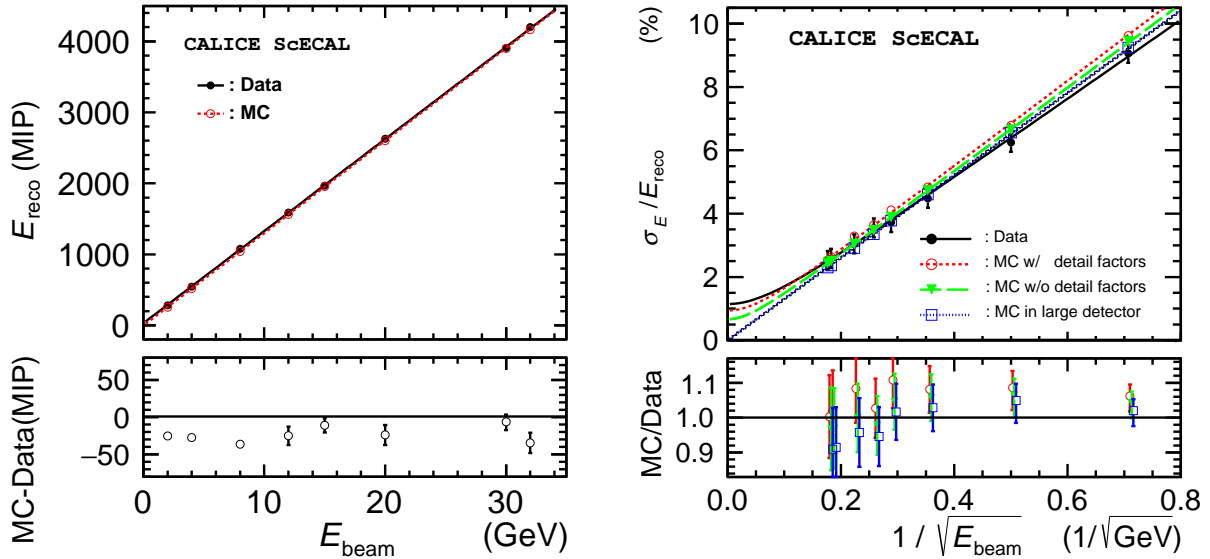 CALICE ScECAL
: Data
: MC
E_reco (MIP)
4000
3000
2000
1000
0
MC-Data(MIP)
50
0
−50
0
10
20
30
E_beam
(GeV)
CALICE ScECAL
(%)
σ_E / E_reco
10
8
6
4
2
0
: Data
: MC w/ detail factors
: MC w/o detail factors
: MC in large detector
MC/Data
1.1
1.0
0.9
0.0
0.2
0.4
0.6
0.8
1 / √E_beam
(1/√GeV)